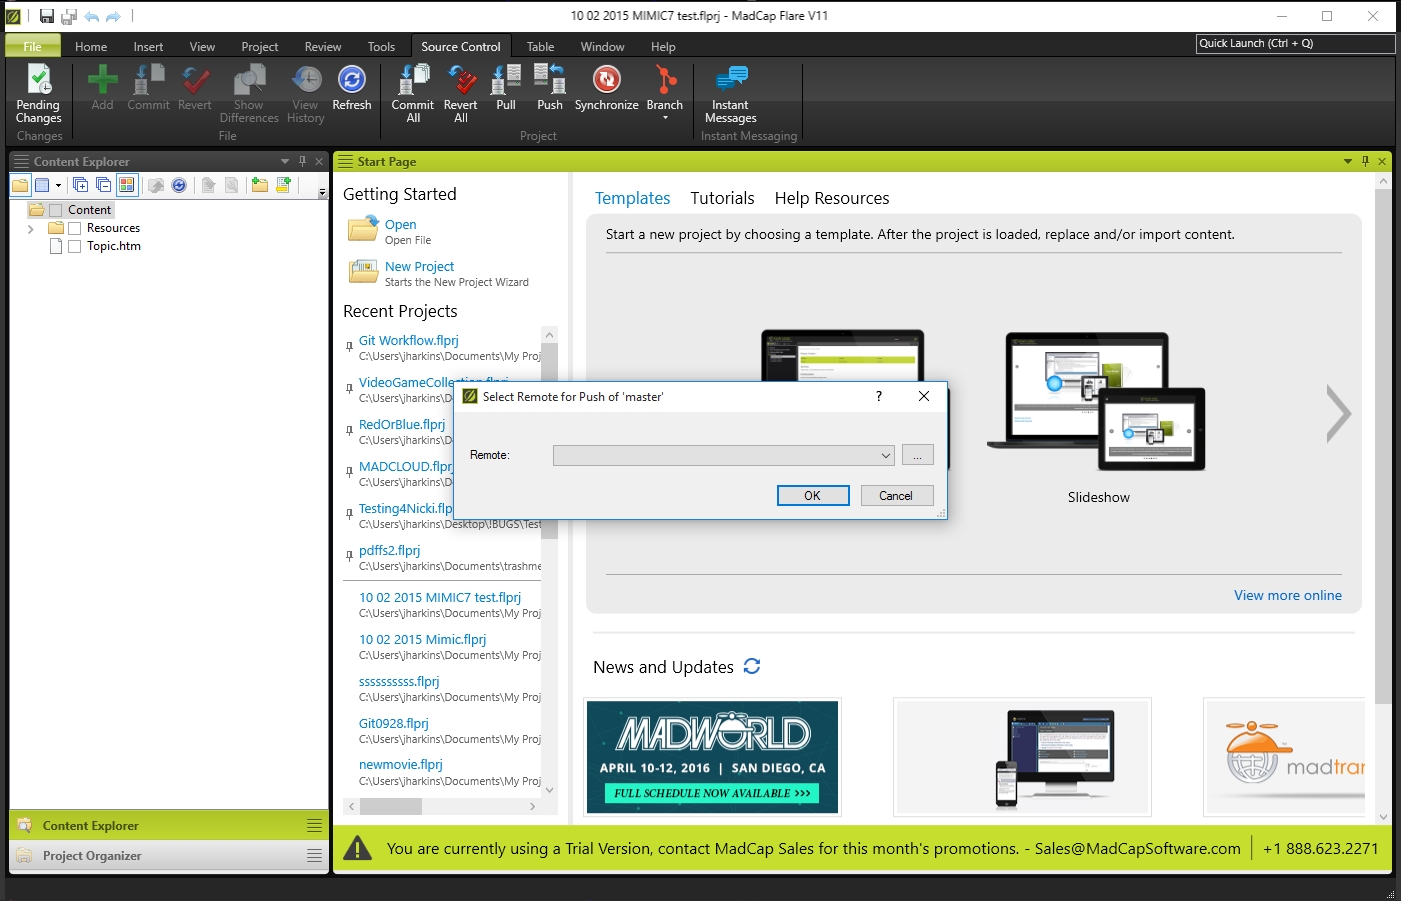 10 02 2015 MIMIC7 test.flprj - MadCap Flare V11
File Home Insert View Project Review Tools Source Control Table Window Help
Quick Launch (Ctrl + Q)
Pending Changes
Add
Commit
Revert
Show Differences
View History
Refresh
Commit All
Revert All
Pull
Push
Synchronize
Branch
Instant Messages
Changes
File
Project
Instant Messaging
Content Explorer
Content
Resources
Topic.htm
Content Explorer
Project Organizer
Start Page
Getting Started
Open
Open File
New Project
Starts the New Project Wizard
Recent Projects
Git Workflow.flprj
C:\Users\jharkins\Documents\My Proj
VideoGameCollection.flprj
C:\Users\jharkins\D
RedOrBlue.flprj
C:\Users\jharkins\D
MADCLOUD.flprj
C:\Users\jharkins\D
Testing4Nicki.flp
C:\Users\jharkins\Desktop\!BUGS\Test
pdffs2.flprj
C:\Users\jharkins\Documents\trashme
10 02 2015 MIMIC7 test.flprj
C:\Users\jharkins\Documents\My Proj
10 02 2015 Mimic.flprj
C:\Users\jharkins\Documents\My Proj
ssssssssss.flprj
C:\Users\jharkins\Documents\My Proj
Git0928.flprj
C:\Users\jharkins\Documents\My Proj
newmovie.flprj
C:\Users\jharkins\Documents\My Proj
Templates Tutorials Help Resources
Start a new project by choosing a template. After the project is loaded, replace and/or import content.
Slideshow
View more online
Select Remote for Push of 'master'
?
Remote:
...
OK
Cancel
News and Updates
MADWORLD
APRIL 10-12, 2016 | SAN DIEGO, CA
FULL SCHEDULE NOW AVAILABLE >>>
madtran
You are currently using a Trial Version, contact MadCap Sales for this month's promotions. - Sales@MadCapSoftware.com
+1 888.623.2271